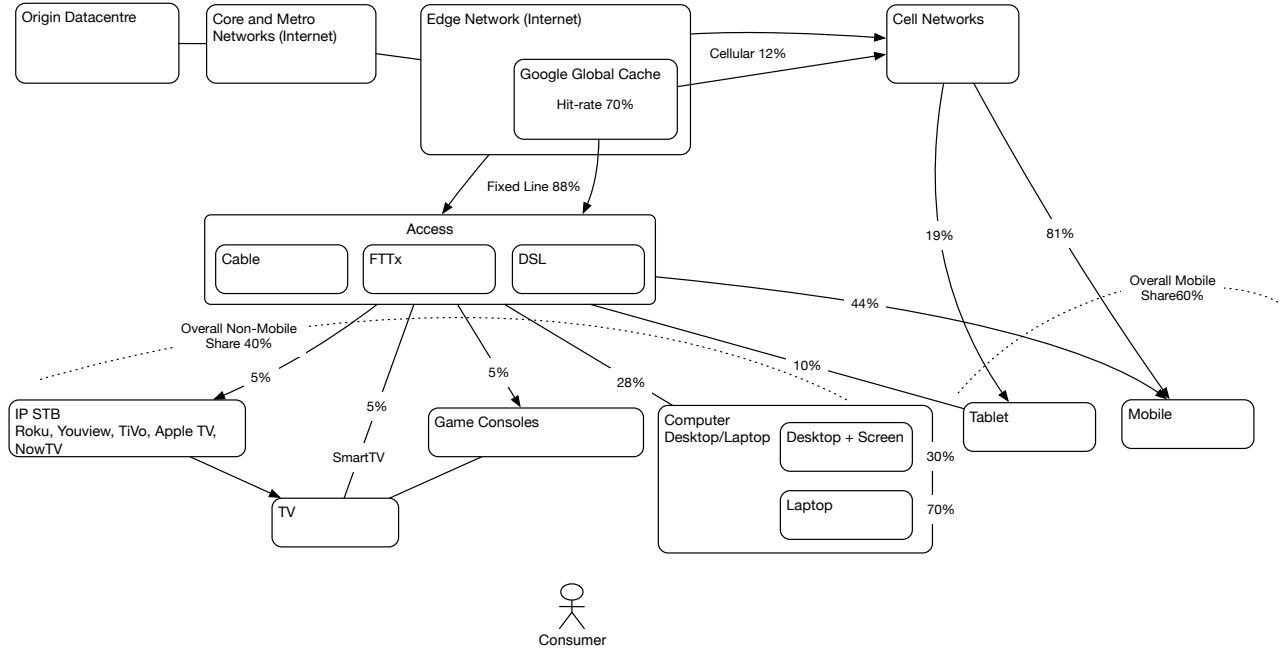 Origin Datacentre
Core and Metro
Networks (Internet)
Edge Network (Internet)
Cell Networks
Cellular 12%
Google Global Cache
Hit-rate 70%
Fixed Line 88%
Access
Cable
FTTx
DSL
19%
81%
44%
Overall Mobile
Share60%
Overall Non-Mobile
Share 40%
5%
5%
5%
28%
10%
IP STB
Roku, Youview, TiVo, Apple TV,
NowTV
SmartTV
Game Consoles
Computer
Desktop/Laptop
Desktop + Screen
30%
Laptop
70%
Tablet
Mobile
TV
Consumer